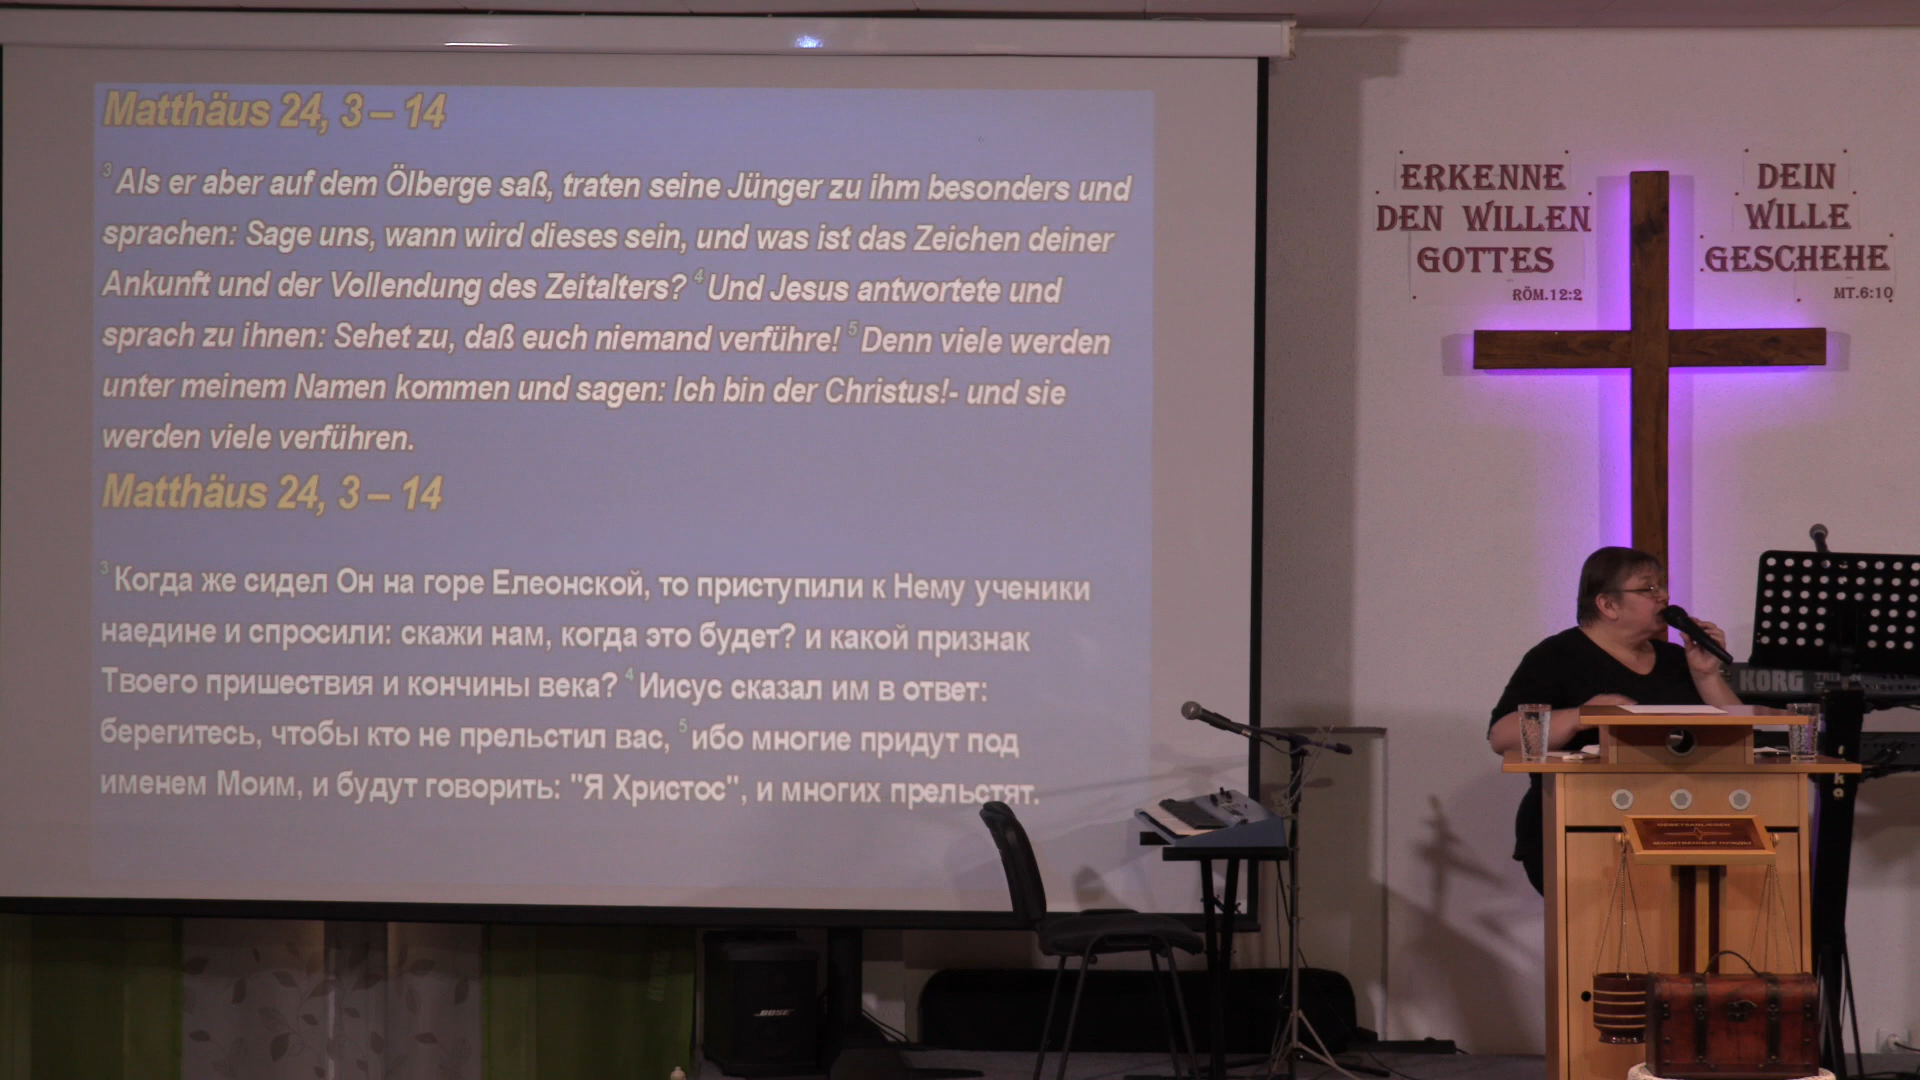 Matthäus 24, 3 – 14
³ Als er aber auf dem Ölberge saß, traten seine Jünger zu ihm besonders und
sprachen: Sage uns, wann wird dieses sein, und was ist das Zeichen deiner
Ankunft und der Vollendung des Zeitalters? ⁴ Und Jesus antwortete und
sprach zu ihnen: Sehet zu, daß euch niemand verführe! ⁵ Denn viele werden
unter meinem Namen kommen und sagen: Ich bin der Christus!- und sie
werden viele verführen.
Matthäus 24, 3 – 14
³ Когда же сидел Он на горе Елеонской, то приступили к Нему ученики
наедине и спросили: скажи нам, когда это будет? и какой признак
Твоего пришествия и кончины века? ⁴ Иисус сказал им в ответ:
берегитесь, чтобы кто не прельстил вас, ⁵ ибо многие придут под
именем Моим, и будут говорить: "Я Христос", и многих прельстят.
ERKENNE
DEN WILLEN
GOTTES
RÖM.12:2
DEIN
WILLE
GESCHEHE
MT.6:10
KORG
BOSE